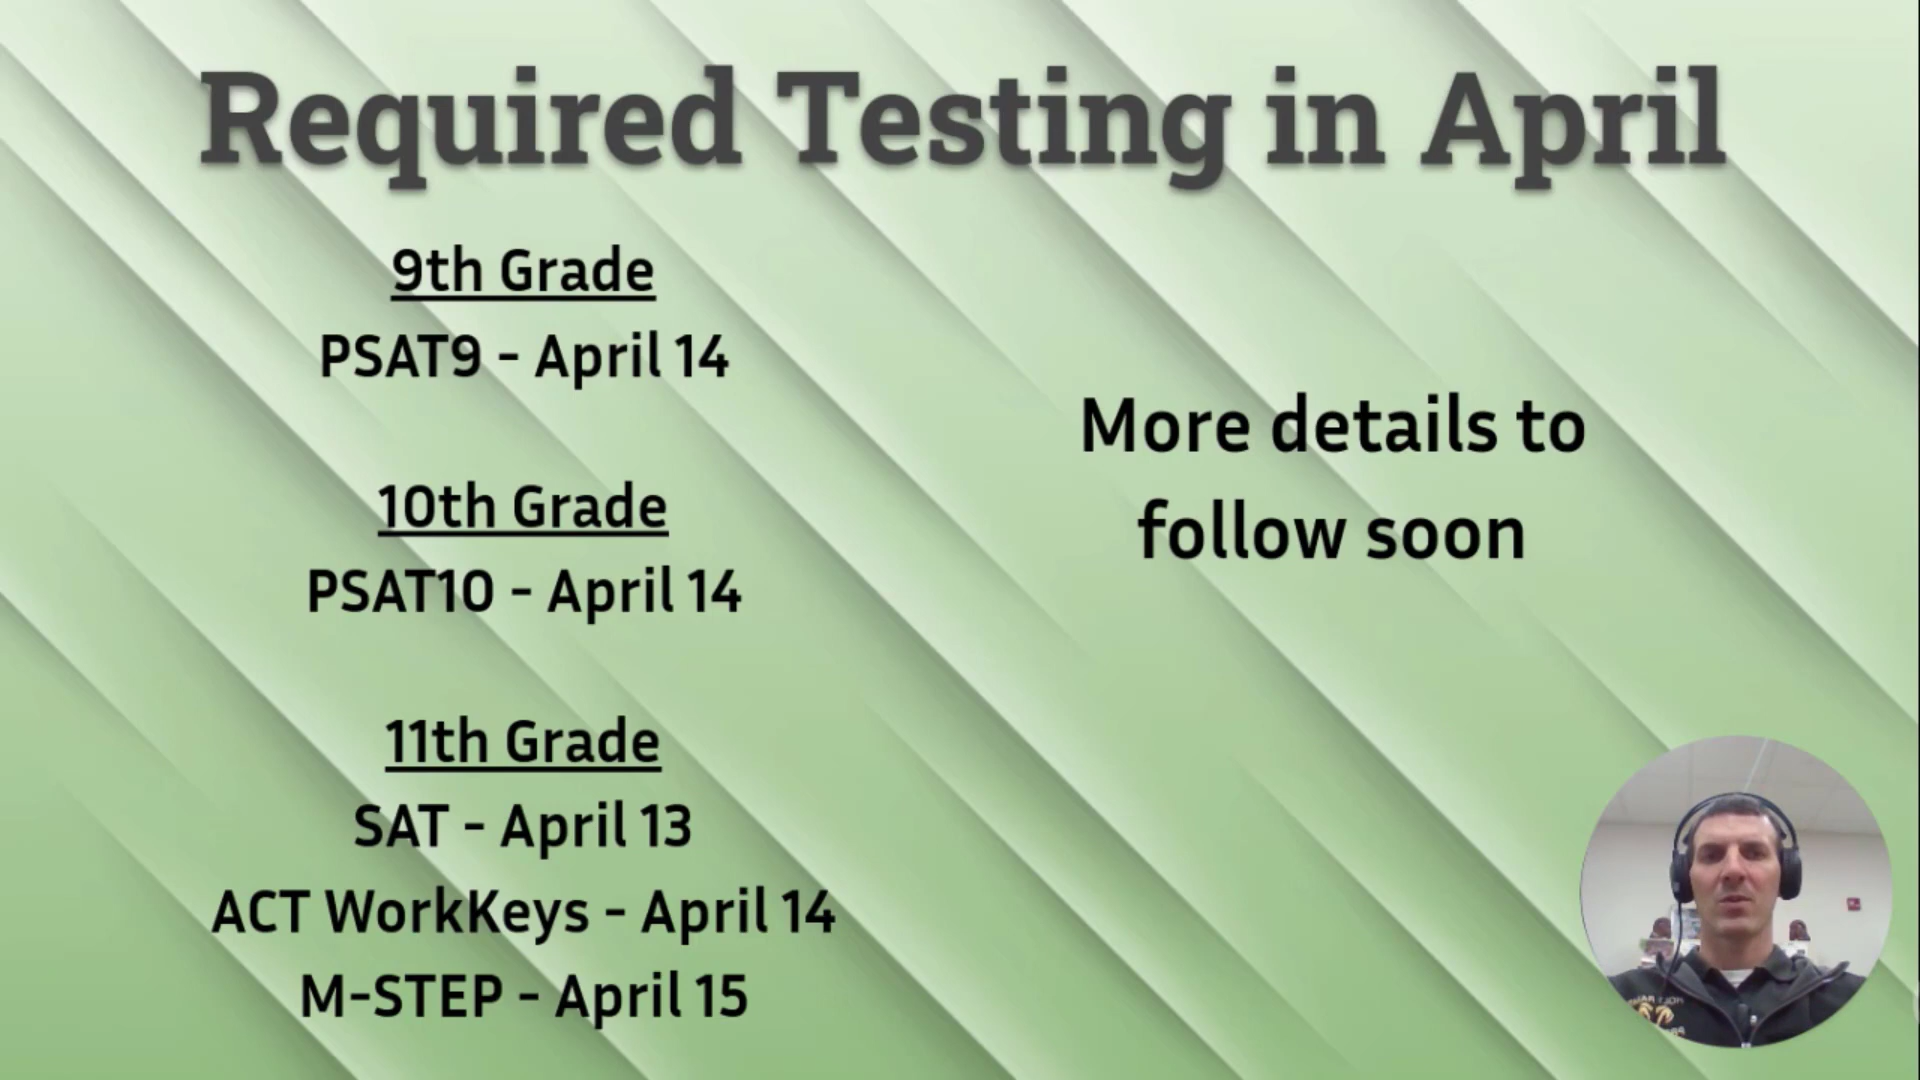 Required Testing in April
9th Grade
PSAT9 - April 14
10th Grade
PSAT10 - April 14
11th Grade
SAT - April 13
ACT WorkKeys - April 14
M-STEP - April 15
More details to
follow soon